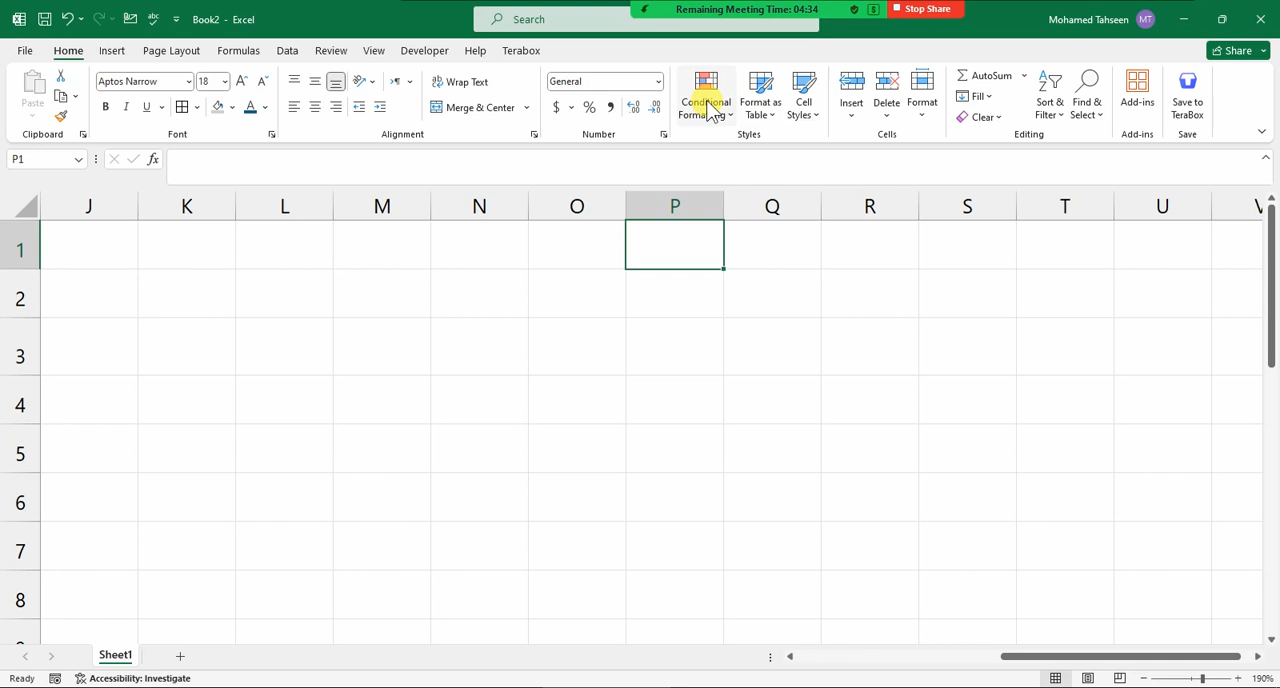 Book2 - Excel
Search
Remaining Meeting Time: 04:34
Stop Share
Mohamed Tahseen
MT
File Home Insert Page Layout Formulas Data Review View Developer Help Terabox
Share
Paste
Clipboard
Aptos Narrow
18
B I U
Font
Wrap Text
Merge & Center
Alignment
General
$ % ,
Number
Conditional
Format as Table
Cell Styles
Styles
Insert
Delete
Format
Cells
AutoSum
Fill
Clear
Sort & Filter
Find & Select
Editing
Add-ins
Add-ins
Save to TeraBox
Save
P1
fx
J K L M N O P Q R S T U V
1
2
3
4
5
6
7
8
Sheet1
Ready
Accessibility: Investigate
190%